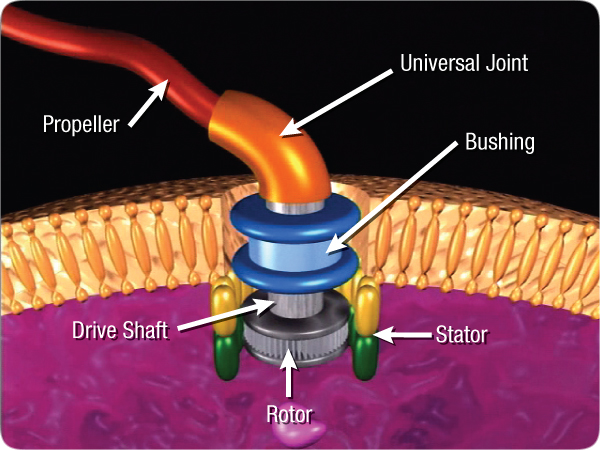 Universal Joint
Propeller
Bushing
Drive Shaft
Stator
Rotor